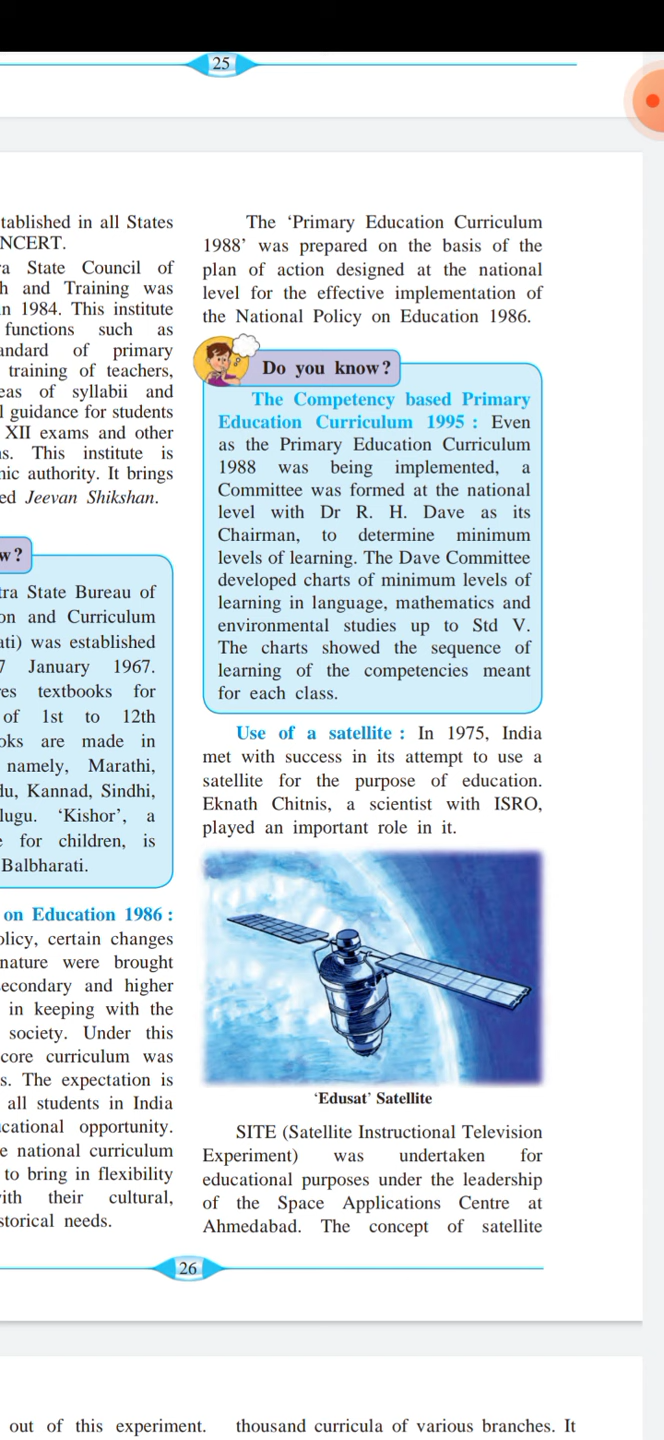 25
tablished in all States
NCERT.
a State Council of
h and Training was
n 1984. This institute
functions such as
andard of primary
training of teachers,
eas of syllabii and
l guidance for students
XII exams and other
s. This institute is
nic authority. It brings
ed Jeevan Shikshan.
w?
tra State Bureau of
on and Curriculum
ati) was established
7 January 1967.
es textbooks for
of 1st to 12th
oks are made in
namely, Marathi,
du, Kannad, Sindhi,
lugu. ‘Kishor’, a
e for children, is
Balbharati.
on Education 1986 :
olicy, certain changes
nature were brought
secondary and higher
in keeping with the
society. Under this
core curriculum was
s. The expectation is
all students in India
ucational opportunity.
e national curriculum
to bring in flexibility
with their cultural,
storical needs.
The ‘Primary Education Curriculum
1988’ was prepared on the basis of the
plan of action designed at the national
level for the effective implementation of
the National Policy on Education 1986.
Do you know?
The Competency based Primary
Education Curriculum 1995 : Even
as the Primary Education Curriculum
1988 was being implemented, a
Committee was formed at the national
level with Dr R. H. Dave as its
Chairman, to determine minimum
levels of learning. The Dave Committee
developed charts of minimum levels of
learning in language, mathematics and
environmental studies up to Std V.
The charts showed the sequence of
learning of the competencies meant
for each class.
Use of a satellite : In 1975, India
met with success in its attempt to use a
satellite for the purpose of education.
Eknath Chitnis, a scientist with ISRO,
played an important role in it.
‘Edusat’ Satellite
SITE (Satellite Instructional Television
Experiment) was undertaken for
educational purposes under the leadership
of the Space Applications Centre at
Ahmedabad. The concept of satellite
26
out of this experiment.
thousand curricula of various branches. It